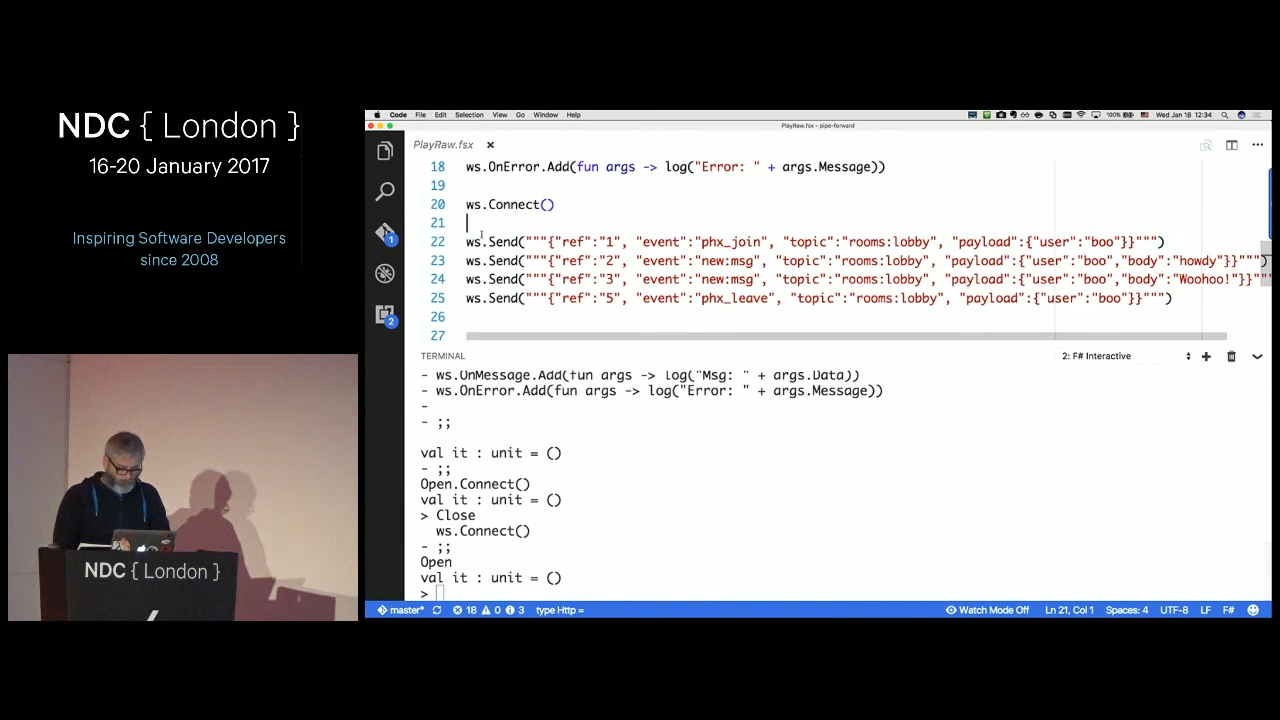 NDC { London }
16-20 January 2017
Inspiring Software Developers
since 2008
NDC { London }
Code File Edit Selection View Go Window Help
100% Wed Jan 18 12:34
PlayRaw.fsx - pipe-forward
PlayRaw.fsx
18 ws.OnError.Add(fun args -> log("Error: " + args.Message))
19
20 ws.Connect()
21
22 ws.Send("""{"ref":"1", "event":"phx_join", "topic":"rooms:lobby", "payload":{"user":"boo"}}""")
23 ws.Send("""{"ref":"2", "event":"new:msg", "topic":"rooms:lobby", "payload":{"user":"boo","body":"howdy"}}""")
24 ws.Send("""{"ref":"3", "event":"new:msg", "topic":"rooms:lobby", "payload":{"user":"boo","body":"Woohoo!"}}"""
25 ws.Send("""{"ref":"5", "event":"phx_leave", "topic":"rooms:lobby", "payload":{"user":"boo"}}""")
26
27
1
2
TERMINAL
2: F# Interactive
- ws.OnMessage.Add(fun args -> log("Msg: " + args.Data))
- ws.OnError.Add(fun args -> log("Error: " + args.Message))
-
- ;;
val it : unit = ()
- ;;
Open.Connect()
val it : unit = ()
> Close
ws.Connect()
- ;;
Open
val it : unit = ()
>
master* 18 0 3 type Http =
Watch Mode Off Ln 21, Col 1 Spaces: 4 UTF-8 LF F#